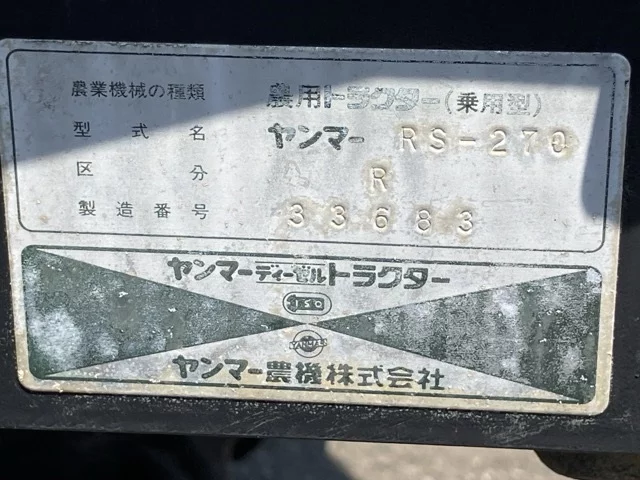 農業機械の種類 農用トラクター(乗用型)
型式名 ヤンマー RS-270
区分 R
製造番号 33683
ヤンマーディーゼルトラクター
ヤンマー農機株式会社